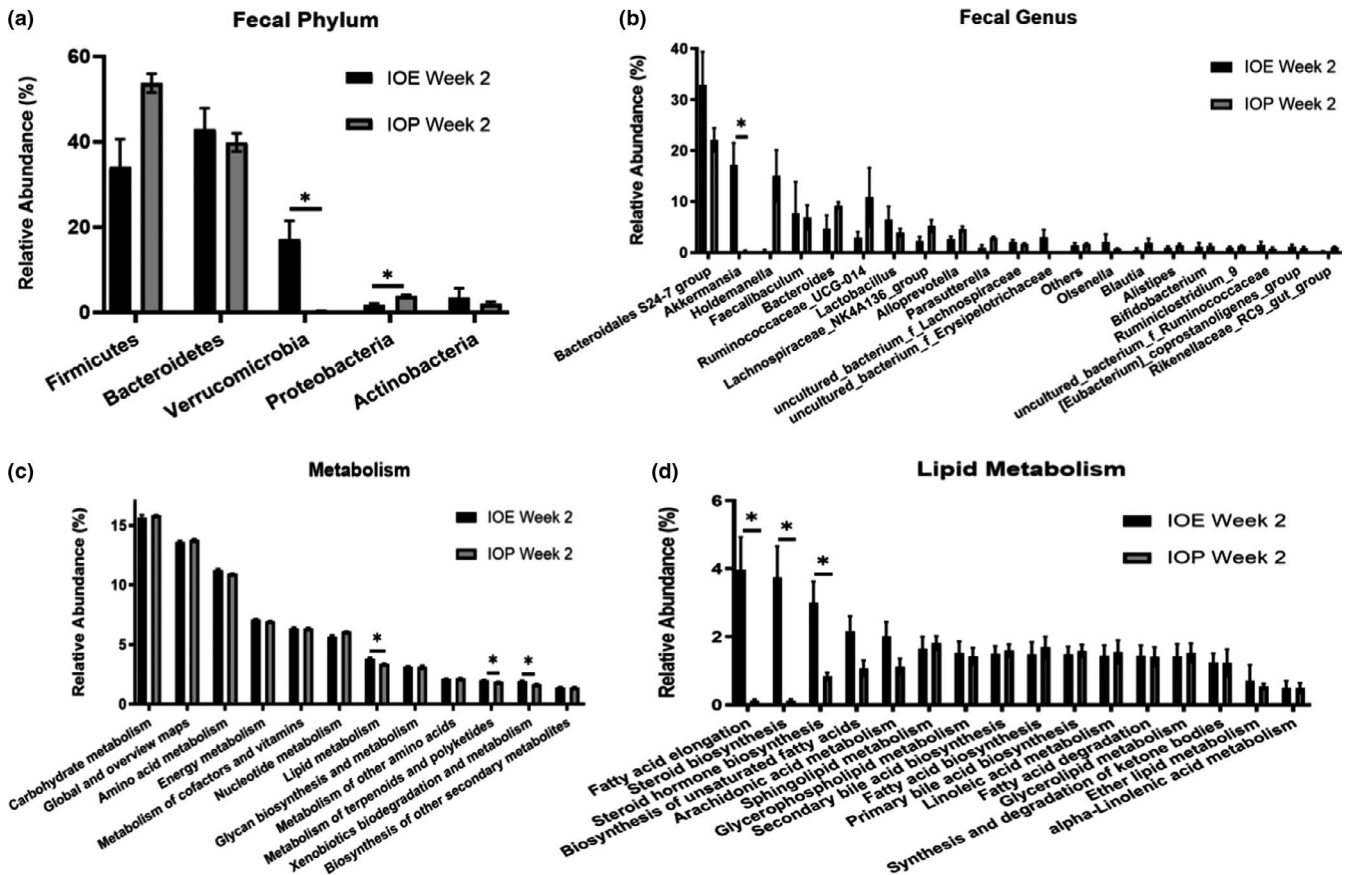 (a)
Fecal Phylum
Relative Abundance (%)
60
40
20
0
IOE Week 2
IOP Week 2
*
*
Firmicutes
Bacteroidetes
Verrucomicrobia
Proteobacteria
Actinobacteria
(b)
Fecal Genus
Relative Abundance (%)
40
30
20
10
0
IOE Week 2
IOP Week 2
*
Bacteroidales S24-7 group
Akkermansia
Holdemanella
Faecalibaculum
Bacteroides
Ruminococcaceae_UCG-014
Lactobacillus
Lachnospiraceae_NK4A136_group
Alloprevotella
Parasutterella
uncultured_bacterium_f_Lachnospiraceae
uncultured_bacterium_f_Erysipelotrichaceae
Others
Olsenella
Blautia
Alistipes
Bifidobacterium
Ruminiclostridium_9
uncultured_bacterium_f_Ruminococcaceae
[Eubacterium]_coprostanoligenes_group
Rikenellaceae_RC9_gut_group
(c)
Metabolism
Relative Abundance (%)
15
10
5
0
IOE Week 2
IOP Week 2
*
*
*
Carbohydrate metabolism
Global and overview maps
Amino acid metabolism
Energy metabolism
Metabolism of cofactors and vitamins
Nucleotide metabolism
Lipid metabolism
Glycan biosynthesis and metabolism
Metabolism of other amino acids
Metabolism of terpenoids and polyketides
Xenobiotics biodegradation and metabolism
Biosynthesis of other secondary metabolites
(d)
Lipid Metabolism
Relative Abundance (%)
6
4
2
0
IOE Week 2
IOP Week 2
*
*
*
Fatty acid elongation
Steroid biosynthesis
Steroid hormone biosynthesis
Biosynthesis of unsaturated fatty acids
Arachidonic acid metabolism
Sphingolipid metabolism
Glycerophospholipid metabolism
Secondary bile acid biosynthesis
Fatty acid biosynthesis
Primary bile acid biosynthesis
Linoleic acid metabolism
Fatty acid degradation
Glycerolipid metabolism
Synthesis and degradation of ketone bodies
Ether lipid metabolism
alpha-Linolenic acid metabolism